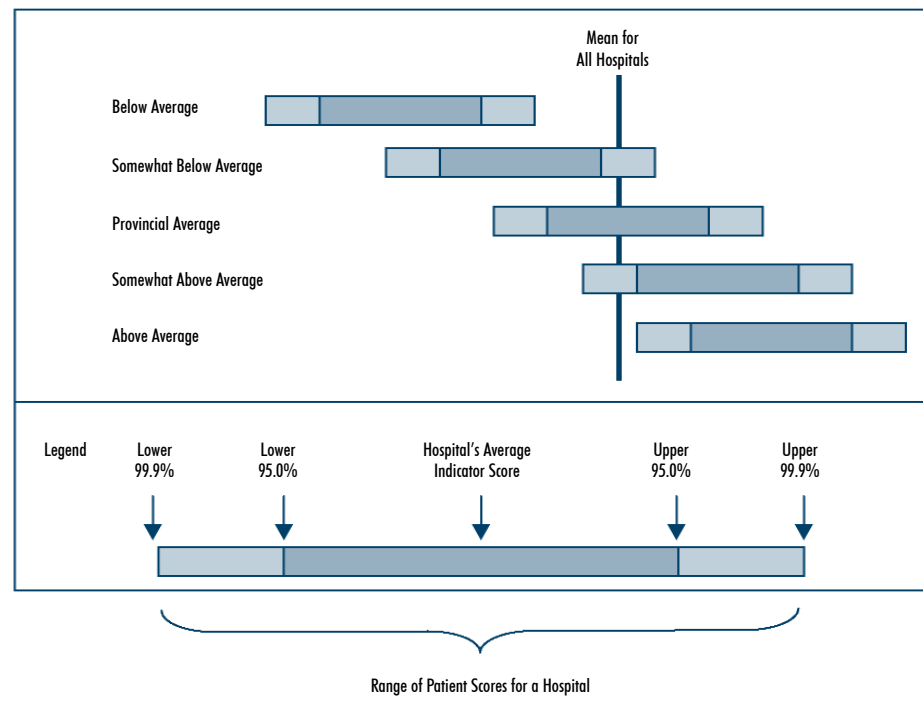 Mean for
All Hospitals
Below Average
Somewhat Below Average
Provincial Average
Somewhat Above Average
Above Average
Legend
Lower
99.9%
Lower
95.0%
Hospital's Average
Indicator Score
Upper
95.0%
Upper
99.9%
Range of Patient Scores for a Hospital